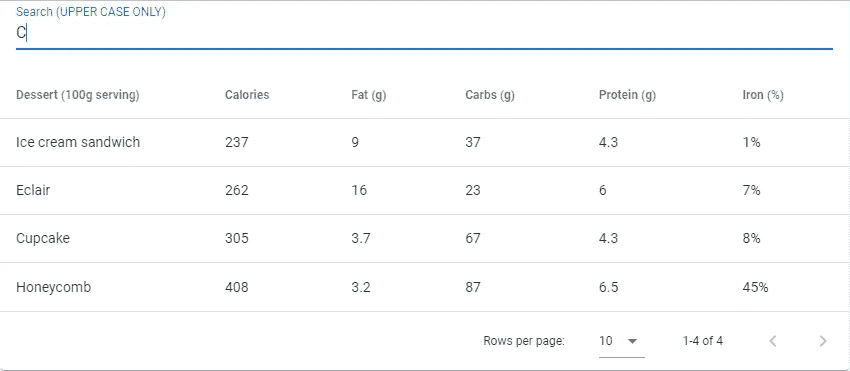 Search (UPPER CASE ONLY)
C
Dessert (100g serving) Calories Fat (g) Carbs (g) Protein (g) Iron (%)
Ice cream sandwich 237 9 37 4.3 1%
Eclair 262 16 23 6 7%
Cupcake 305 3.7 67 4.3 8%
Honeycomb 408 3.2 87 6.5 45%
Rows per page: 10 1-4 of 4